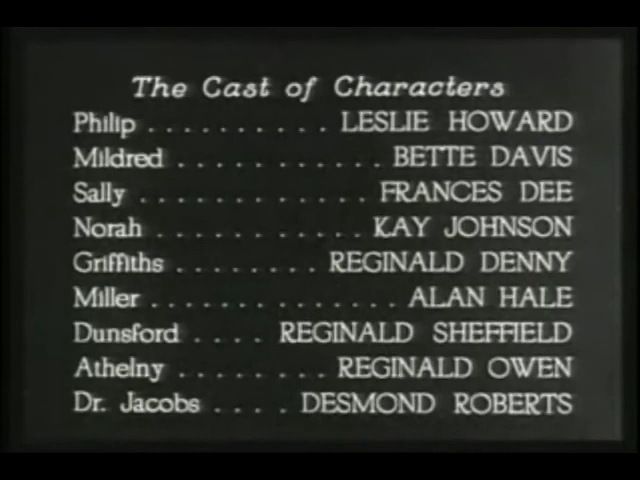 The Cast of Characters
Philip . . . . . . . . . . LESLIE HOWARD
Mildred . . . . . . . . . . . . BETTE DAVIS
Sally . . . . . . . . . . . . . FRANCES DEE
Norah . . . . . . . . . . . . KAY JOHNSON
Griffiths . . . . . . . . REGINALD DENNY
Miller . . . . . . . . . . . . . . . ALAN HALE
Dunsford . . . . REGINALD SHEFFIELD
Athelny . . . . . . . . . REGINALD OWEN
Dr. Jacobs . . . . DESMOND ROBERTS